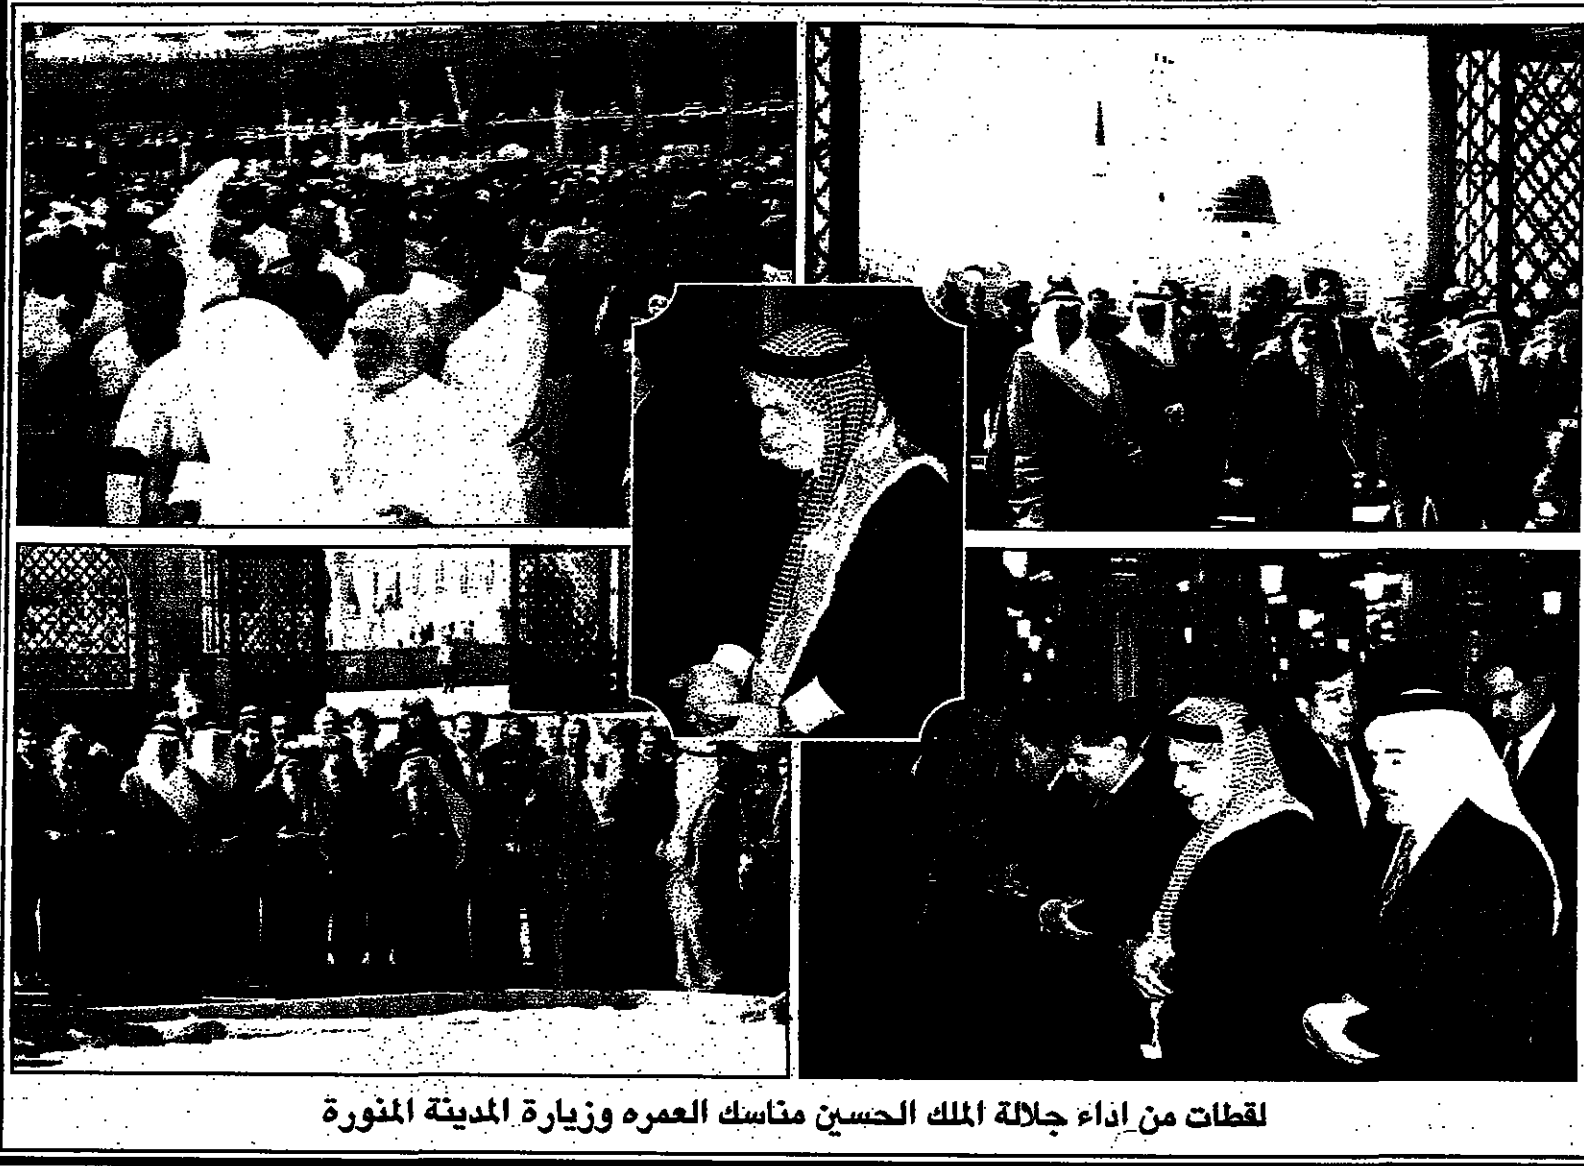 لقطات من اداء جلالة الملك الحسين مناسك العمره وزيارة المدينة المنورة